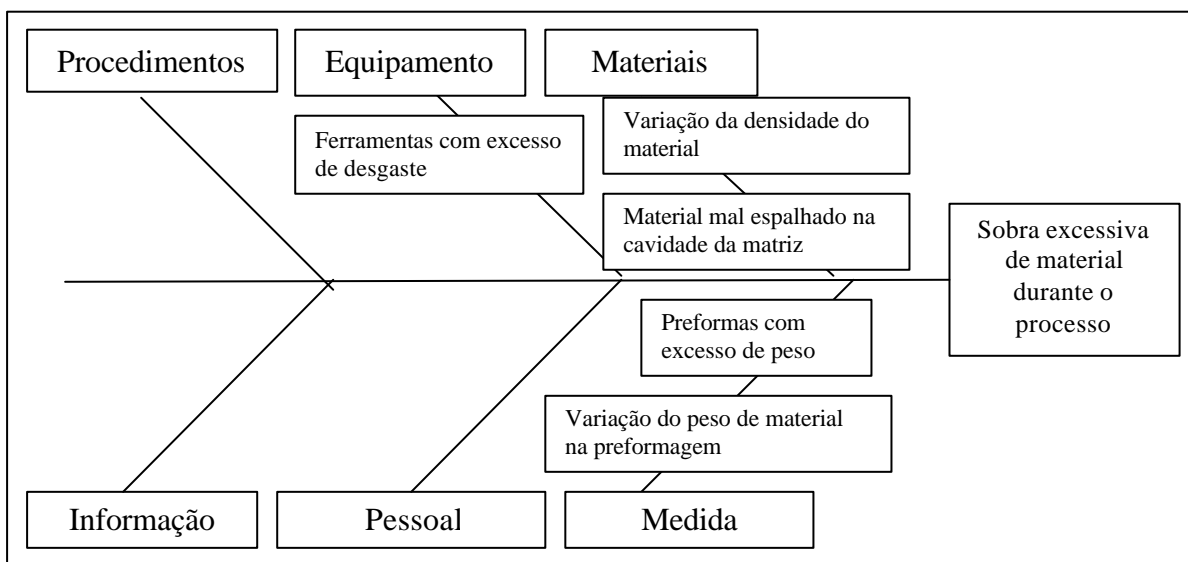 Procedimentos
Equipamento
Materiais
Ferramentas com excesso
de desgaste
Variação da densidade do
material
Material mal espalhado na
cavidade da matriz
Sobra excessiva
de material
durante o
processo
Preformas com
excesso de peso
Variação do peso de material
na preformagem
Informação
Pessoal
Medida